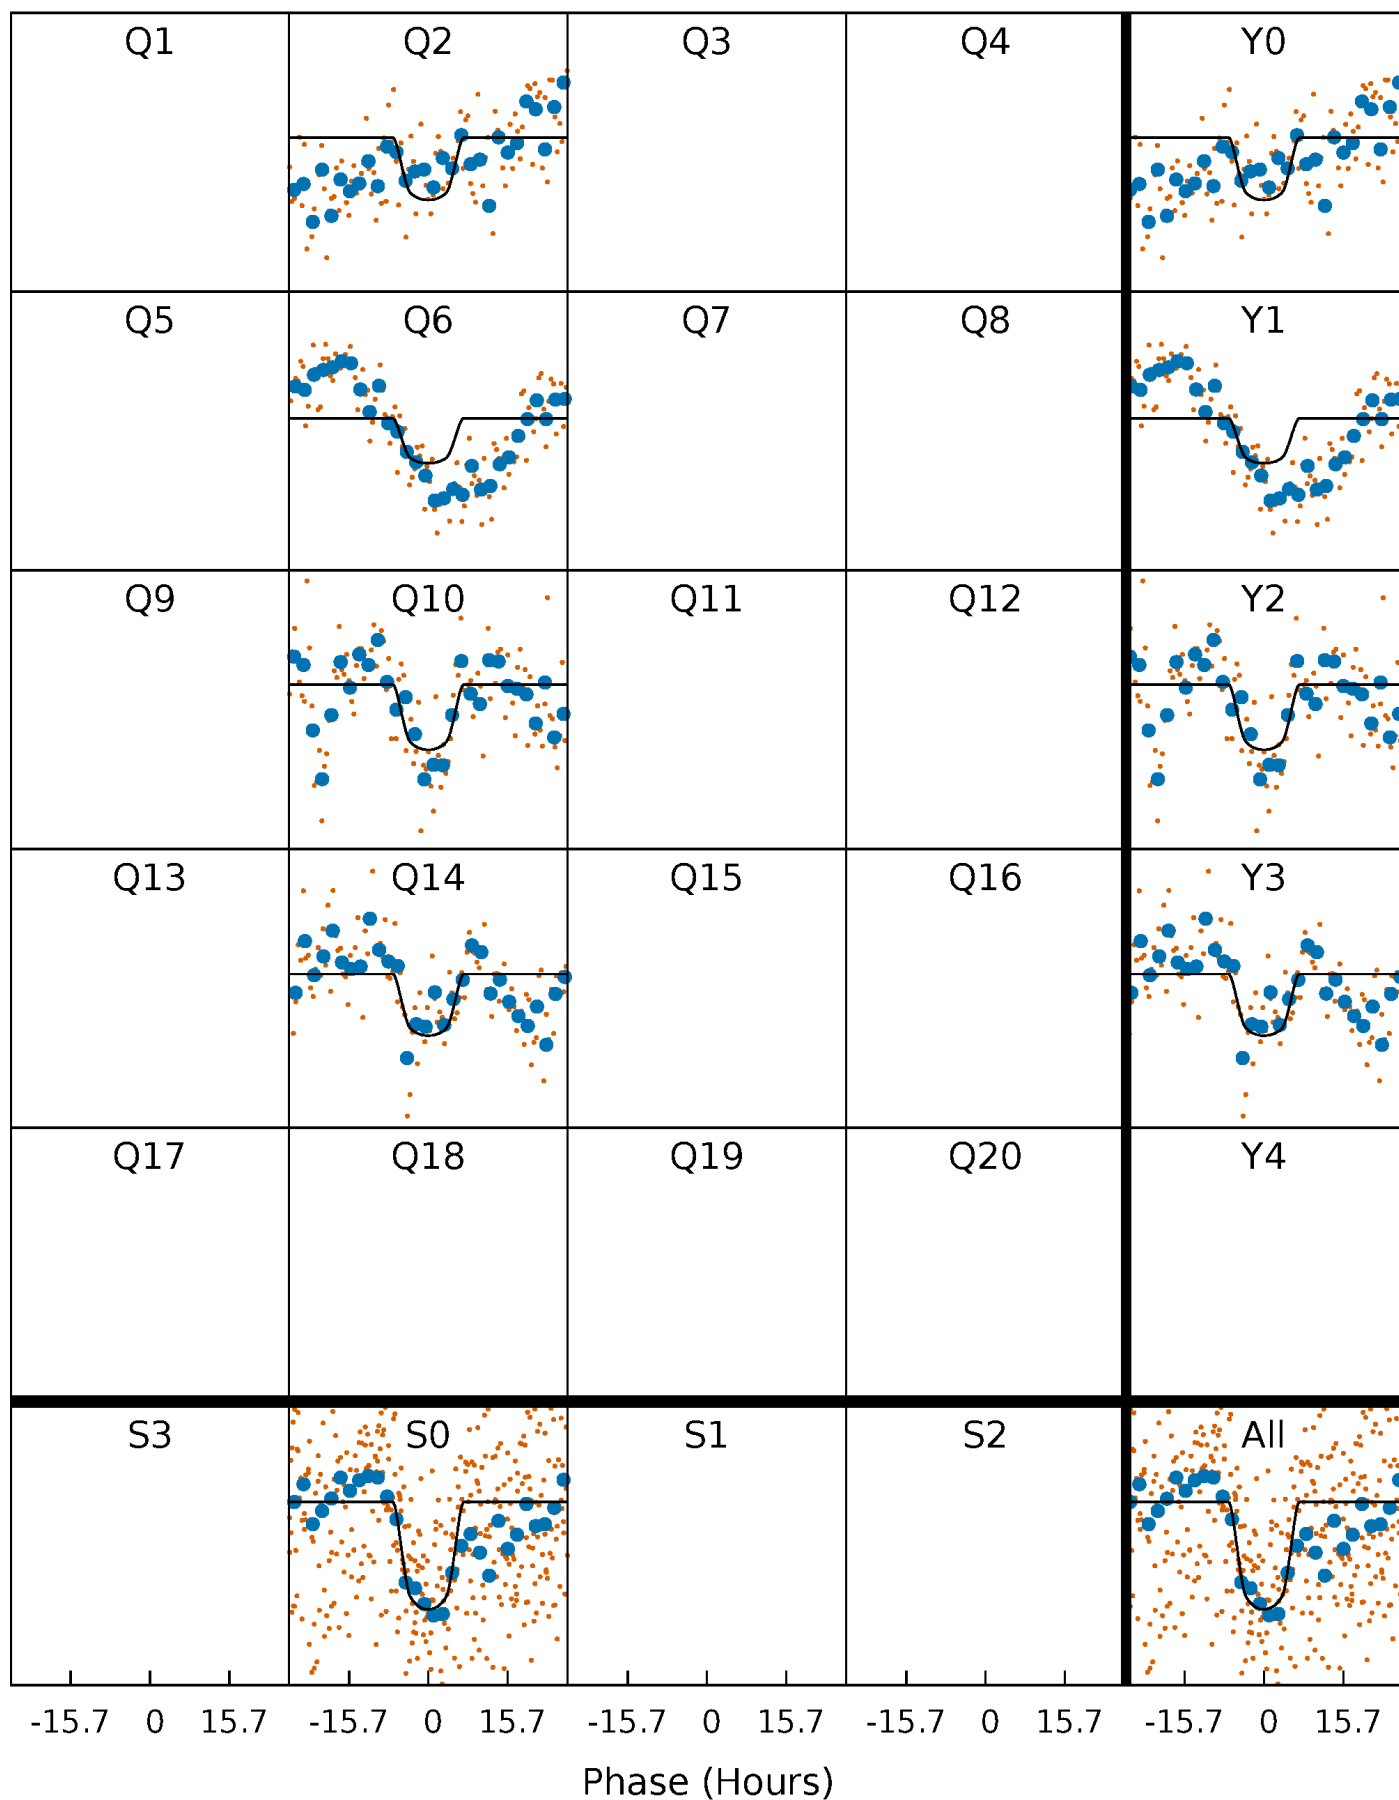 Q1 Q2 Q3 Q4 Y0
Q5 Q6 Q7 Q8 Y1
Q9 Q10 Q11 Q12 Y2
Q13 Q14 Q15 Q16 Y3
Q17 Q18 Q19 Q20 Y4
S3 S0 S1 S2 All
-15.7 0 15.7 -15.7 0 15.7 -15.7 0 15.7 -15.7 0 15.7 -15.7 0 15.7
Phase (Hours)